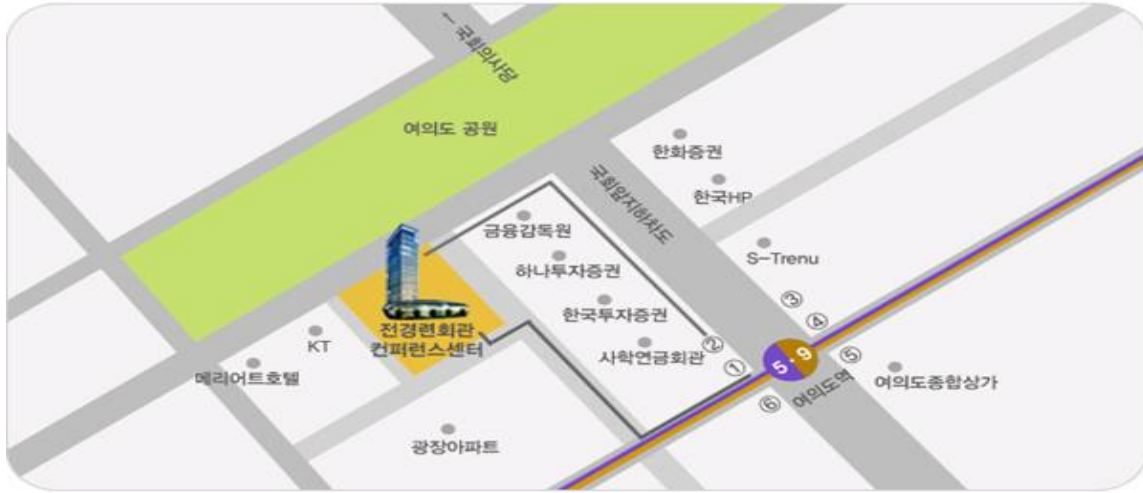 ← 국회의사당
여의도 공원
한화증권
한국HP
국회앞지하차도
금융감독원
S-Trenu
하나투자증권
한국투자증권
③
④
전경련회관
컨퍼런스센터
KT
사학연금회관
②
①
5·9
⑤
메리어트호텔
여의도역
여의도종합상가
⑥
광장아파트